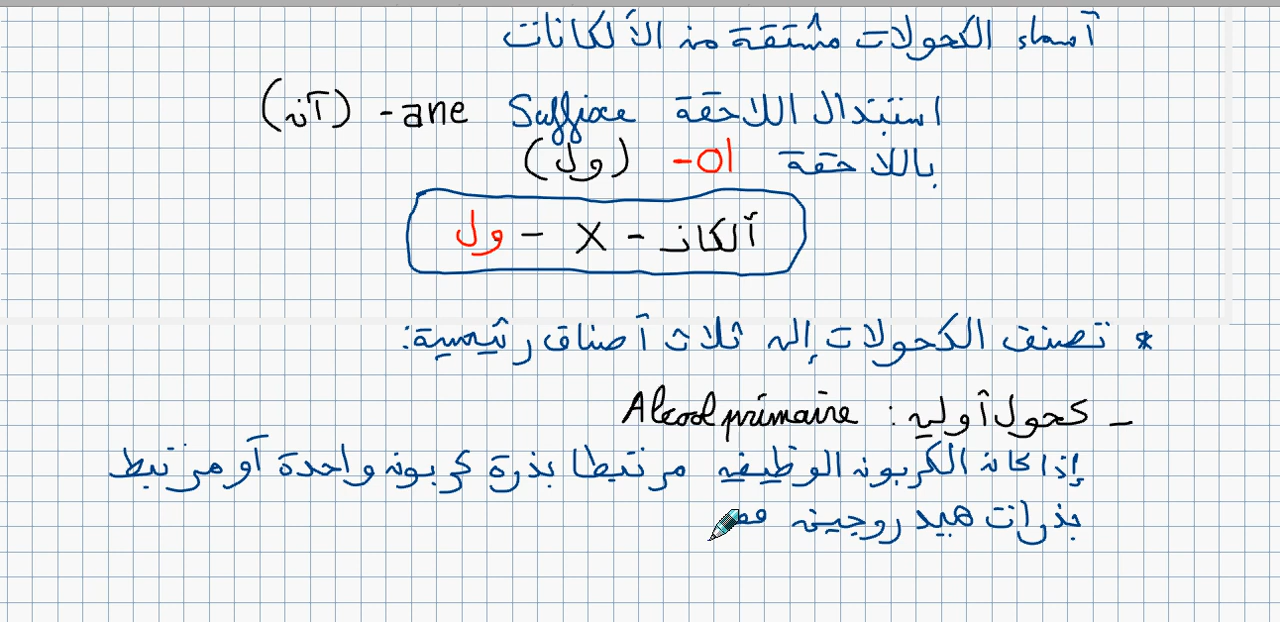 أسماء الكحولات مشتقة من الألكانات
استبتدال اللاحقة Suffixe -ane (آن)
باللاحقة -ol (ول)
ألكان - X - ول
* تصنف الكحولات إلى ثلاث أصناف رئيسية:
- كحول أولي : Alcool primaire
إذا كان الكربون الوظيفي مرتبطا بذرة كربون واحدة أو مرتبط
بذرات هيدروجين فقط